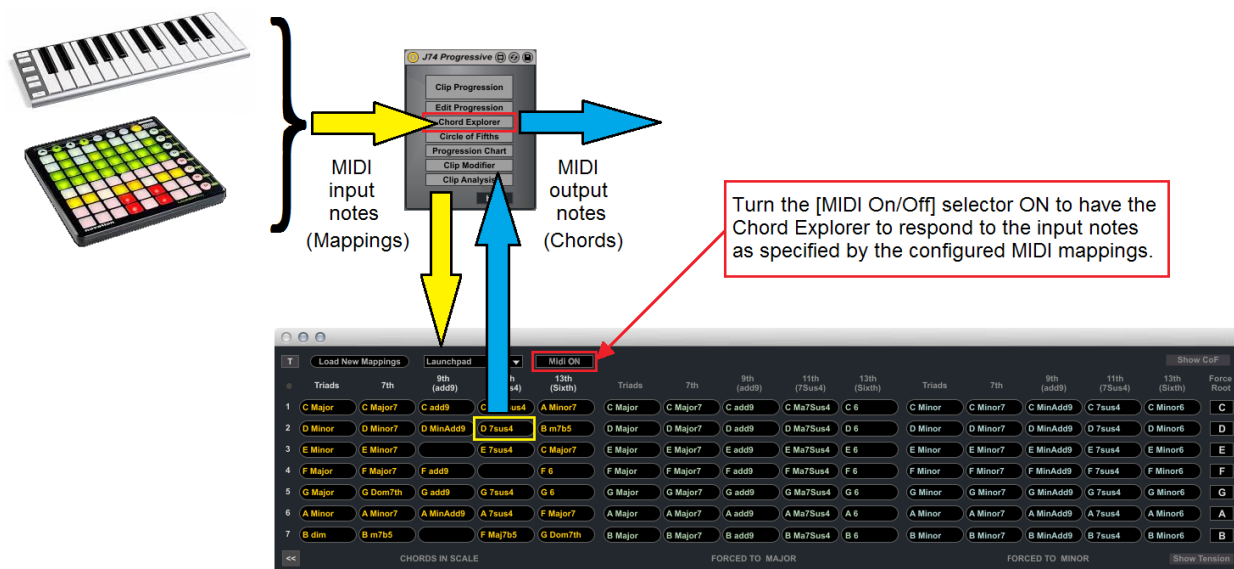 J74 Progressive
Clip Progression
Edit Progression
Chord Explorer
Circle of Fifths
Progression Chart
Clip Modifier
Clip Analysis
MIDI
input
notes
(Mappings)
MIDI
output
notes
(Chords)
Turn the [MIDI On/Off] selector ON to have the
Chord Explorer to respond to the input notes
as specified by the configured MIDI mappings.
novation
T Load New Mappings Launchpad Midi ON Show CoF
Triads 7th 9th (add9) 13th (Sixth) Triads 7th 9th (add9) 11th (7Sus4) 13th (Sixth) Triads 7th 9th (add9) 11th (7Sus4) 13th (Sixth) Force Root
1 C Major C Major7 C add9 A Minor7 C Major C Major7 C add9 C Ma7Sus4 C 6 C Minor C Minor7 C MinAdd9 C 7sus4 C Minor6 C
2 D Minor D Minor7 D MinAdd9 D 7sus4 B m7b5 D Major D Major7 D add9 D Ma7Sus4 D 6 D Minor D Minor7 D MinAdd9 D 7sus4 D Minor6 D
3 E Minor E Minor7 E 7sus4 C Major7 E Major E Major7 E add9 E Ma7Sus4 E 6 E Minor E Minor7 E MinAdd9 E 7sus4 E Minor6 E
4 F Major F Major7 F add9 F 6 F Major F Major7 F add9 F Ma7Sus4 F 6 F Minor F Minor7 F MinAdd9 F 7sus4 F Minor6 F
5 G Major G Dom7th G add9 G 7sus4 G 6 G Major G Major7 G add9 G Ma7Sus4 G 6 G Minor G Minor7 G MinAdd9 G 7sus4 G Minor6 G
6 A Minor A Minor7 A MinAdd9 A 7sus4 F Major7 A Major A Major7 A add9 A Ma7Sus4 A 6 A Minor A Minor7 A MinAdd9 A 7sus4 A Minor6 A
7 B dim B m7b5 F Maj7b5 G Dom7th B Major B Major7 B add9 B Ma7Sus4 B 6 B Minor B Minor7 B MinAdd9 B 7sus4 B Minor6 B
<< CHORDS IN SCALE FORCED TO MAJOR FORCED TO MINOR Show Tension